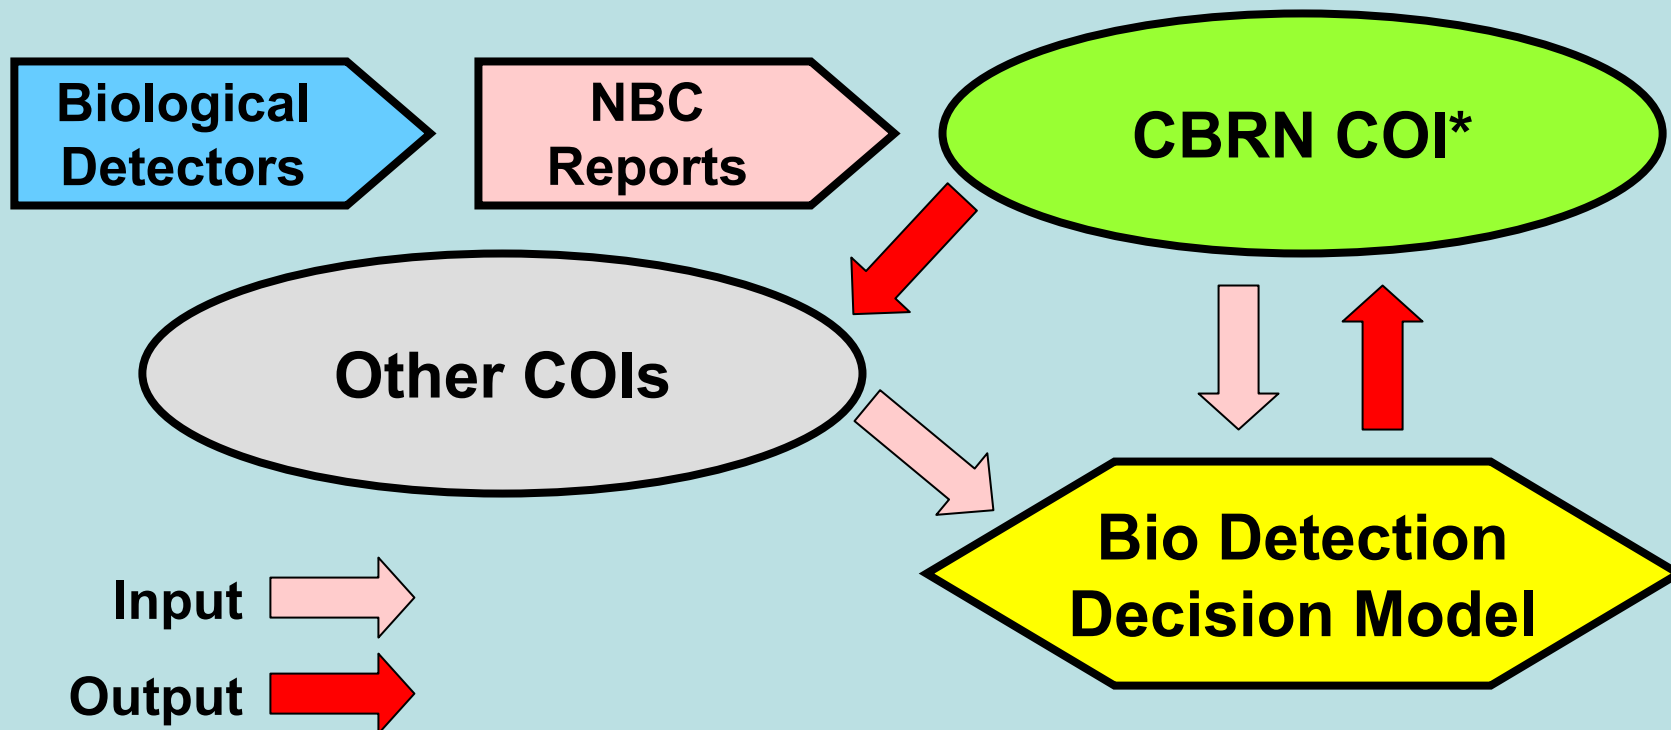 Biological
Detectors
NBC
Reports
CBRN COI*
Other COIs
Bio Detection
Decision Model
Input
Output